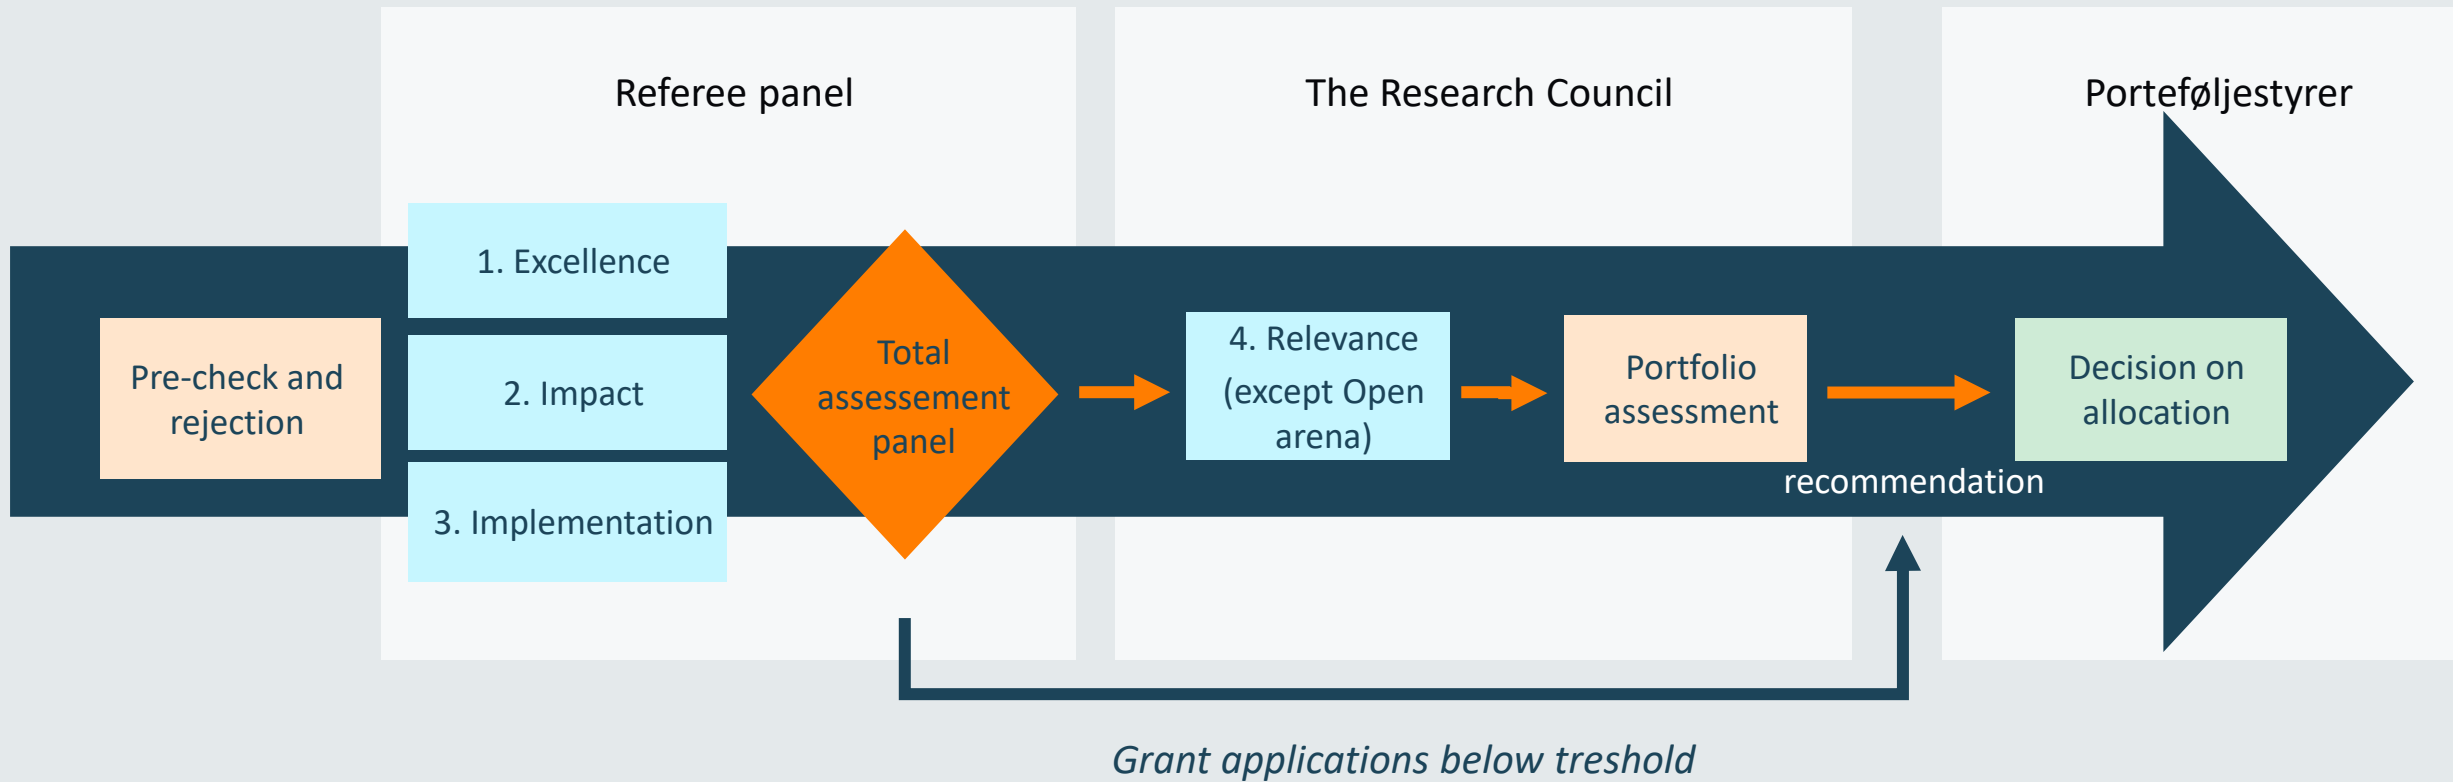 Referee panel
The Research Council
Porteføljestyrer
Pre-check and
rejection
1. Excellence
2. Impact
3. Implementation
Total
assessement
panel
4. Relevance
(except Open
arena)
Portfolio
assessment
recommendation
Decision on
allocation
Grant applications below treshold